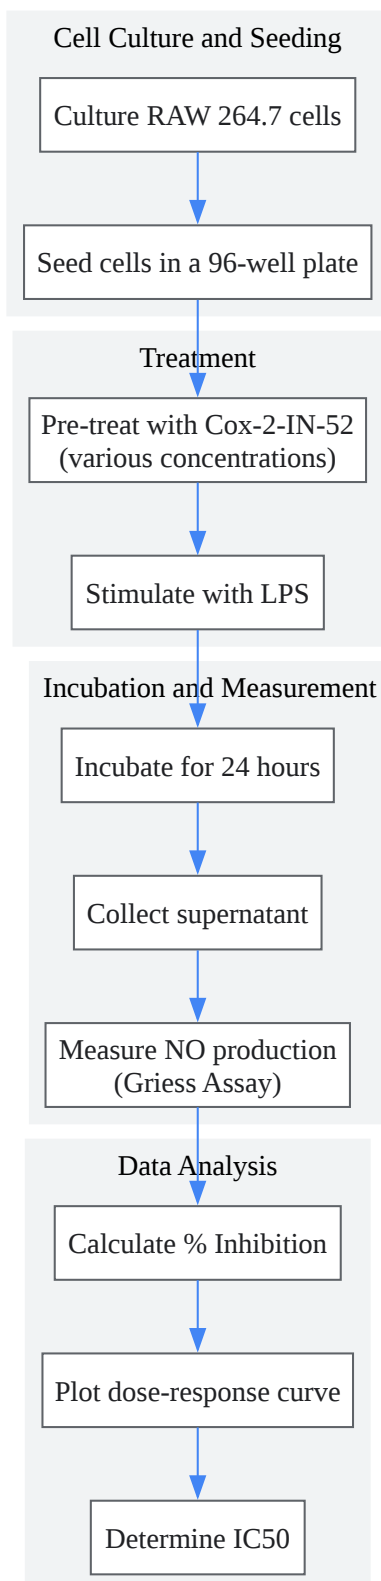 Cell Culture and Seeding
Culture RAW 264.7 cells
Seed cells in a 96-well plate
Treatment
Pre-treat with Cox-2-IN-52
(various concentrations)
Stimulate with LPS
Incubation and Measurement
Incubate for 24 hours
Collect supernatant
Measure NO production
(Griess Assay)
Data Analysis
Calculate % Inhibition
Plot dose-response curve
Determine IC50